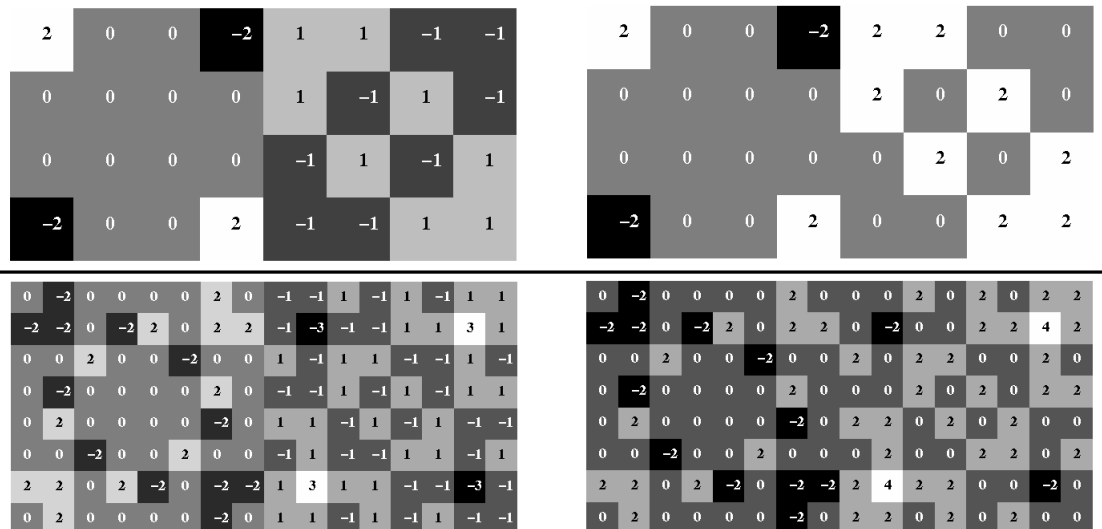 2 0 0 −2 1 1 −1 −1 2 0 0 −2 2 2 0 0
0 0 0 0 1 −1 1 −1 0 0 0 0 2 0 2 0
0 0 0 0 −1 1 −1 1 0 0 0 0 0 2 0 2
−2 0 0 2 −1 −1 1 1 −2 0 0 2 0 0 2 2
0 −2 0 0 0 0 2 0 −1 −1 1 −1 1 −1 1 1 0 −2 0 0 0 0 2 0 0 0 2 0 2 0 2 2
−2 −2 0 −2 2 0 2 2 −1 −3 −1 −1 1 1 3 1 −2 −2 0 −2 2 0 2 2 0 −2 0 0 2 2 4 2
0 0 2 0 0 −2 0 0 1 −1 1 1 −1 −1 1 −1 0 0 2 0 0 −2 0 0 2 0 2 2 0 0 2 0
0 −2 0 0 0 0 2 0 −1 −1 1 −1 1 −1 1 1 0 −2 0 0 0 0 2 0 0 0 2 0 2 0 2 2
0 2 0 0 0 0 −2 0 1 1 −1 1 −1 1 −1 −1 0 2 0 0 0 0 −2 0 2 2 0 2 0 2 0 0
0 0 −2 0 0 2 0 0 −1 1 −1 −1 1 1 −1 1 0 0 −2 0 0 2 0 0 0 2 0 0 2 2 0 2
2 2 0 2 −2 0 −2 −2 1 3 1 1 −1 −1 −3 −1 2 2 0 2 −2 0 −2 −2 2 4 2 2 0 0 −2 0
0 2 0 0 0 0 −2 0 1 1 −1 1 −1 1 −1 −1 0 2 0 0 0 0 −2 0 2 2 0 2 0 2 0 0